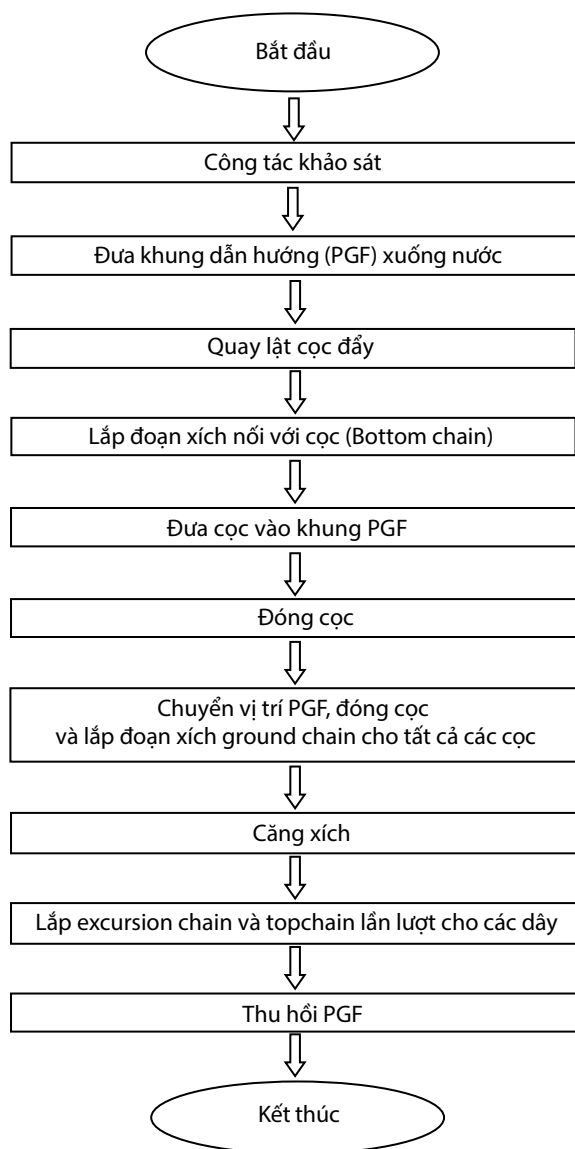 Bắt đầu
Công tác khảo sát
Đưa khung dẫn hướng (PGF) xuống nước
Quay lật cọc đẩy
Lắp đoạn xích nối với cọc (Bottom chain)
Đưa cọc vào khung PGF
Đóng cọc
Chuyển vị trí PGF, đóng cọc
và lắp đoạn xích ground chain cho tất cả các cọc
Căng xích
Lắp excursion chain và topchain lần lượt cho các dây
Thu hồi PGF
Kết thúc